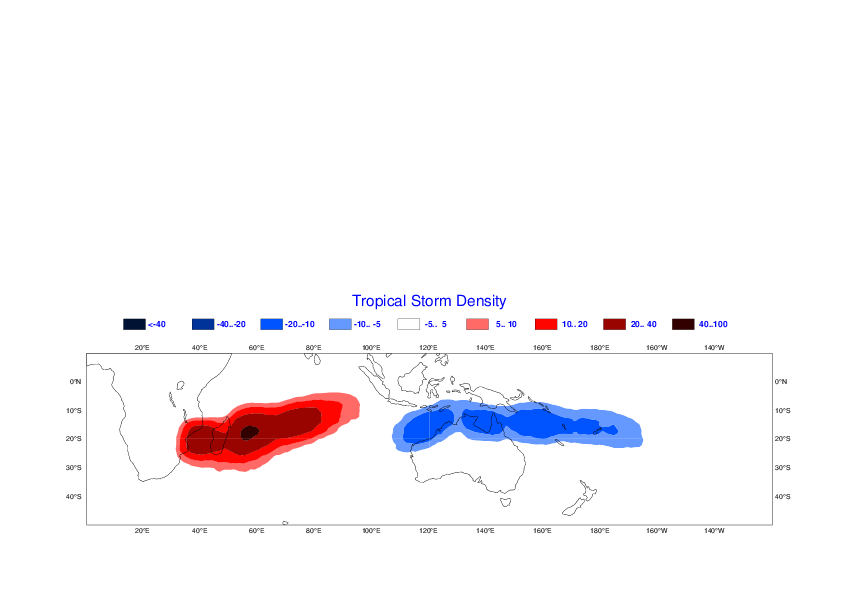 Tropical Storm Density
<-40 -40..-20 -20..-10 -10.. -5 -5.. 5 5.. 10 10.. 20 20.. 40 40..100
20°E 40°E 60°E 80°E 100°E 120°E 140°E 160°E 180°E 160°W 140°W
0°N 0°N
10°S 10°S
20°S 20°S
30°S 30°S
40°S 40°S
20°E 40°E 60°E 80°E 100°E 120°E 140°E 160°E 180°E 160°W 140°W